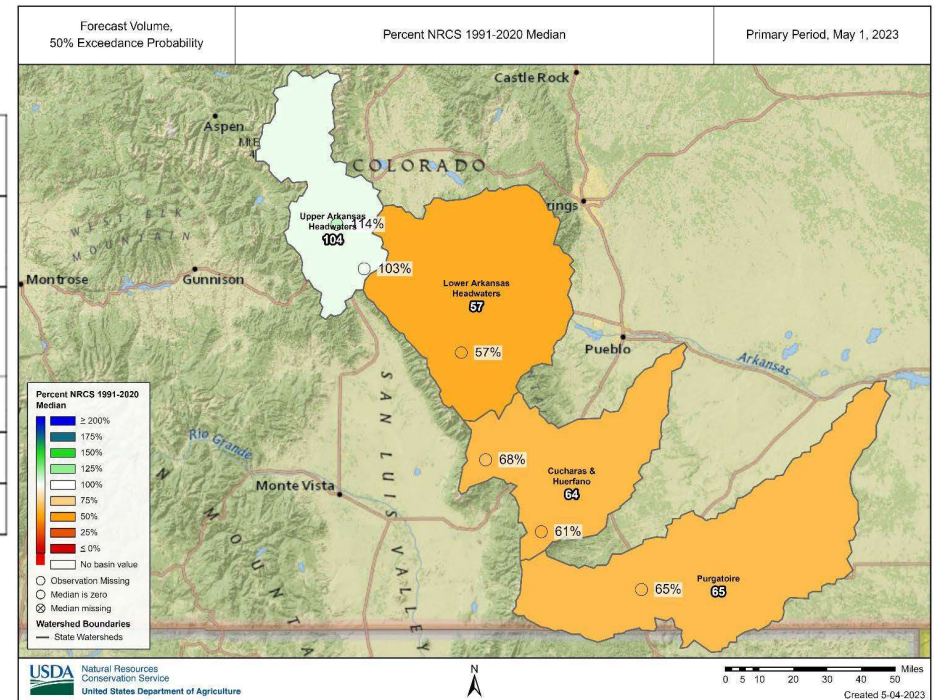 Forecast Volume,
50% Exceedance Probability
Percent NRCS 1991-2020 Median
Primary Period, May 1, 2023
Castle Rock
Aspen
COLORADO
rings
WEST ELK
MOUNTAIN
Upper Arkansas
Headwaters
104
114%
103%
Montrose
Gunnison
Lower Arkansas
Headwaters
57
57%
Pueblo
Arkansas
SAN LUIS VALLEY
Rio Grande
Monte Vista
68%
Cucharas &
Huerfano
64
61%
Purgatoire
65
65%
N MOUNTA
Percent NRCS 1991-2020
Median
≥ 200%
175%
150%
125%
100%
75%
50%
25%
≤ 0%
No basin value
Observation Missing
Median is zero
Median missing
Watershed Boundaries
State Watersheds
USDA
Natural Resources
Conservation Service
United States Department of Agriculture
N
Miles
0 5 10 20 30 40 50
Created 5-04-2023